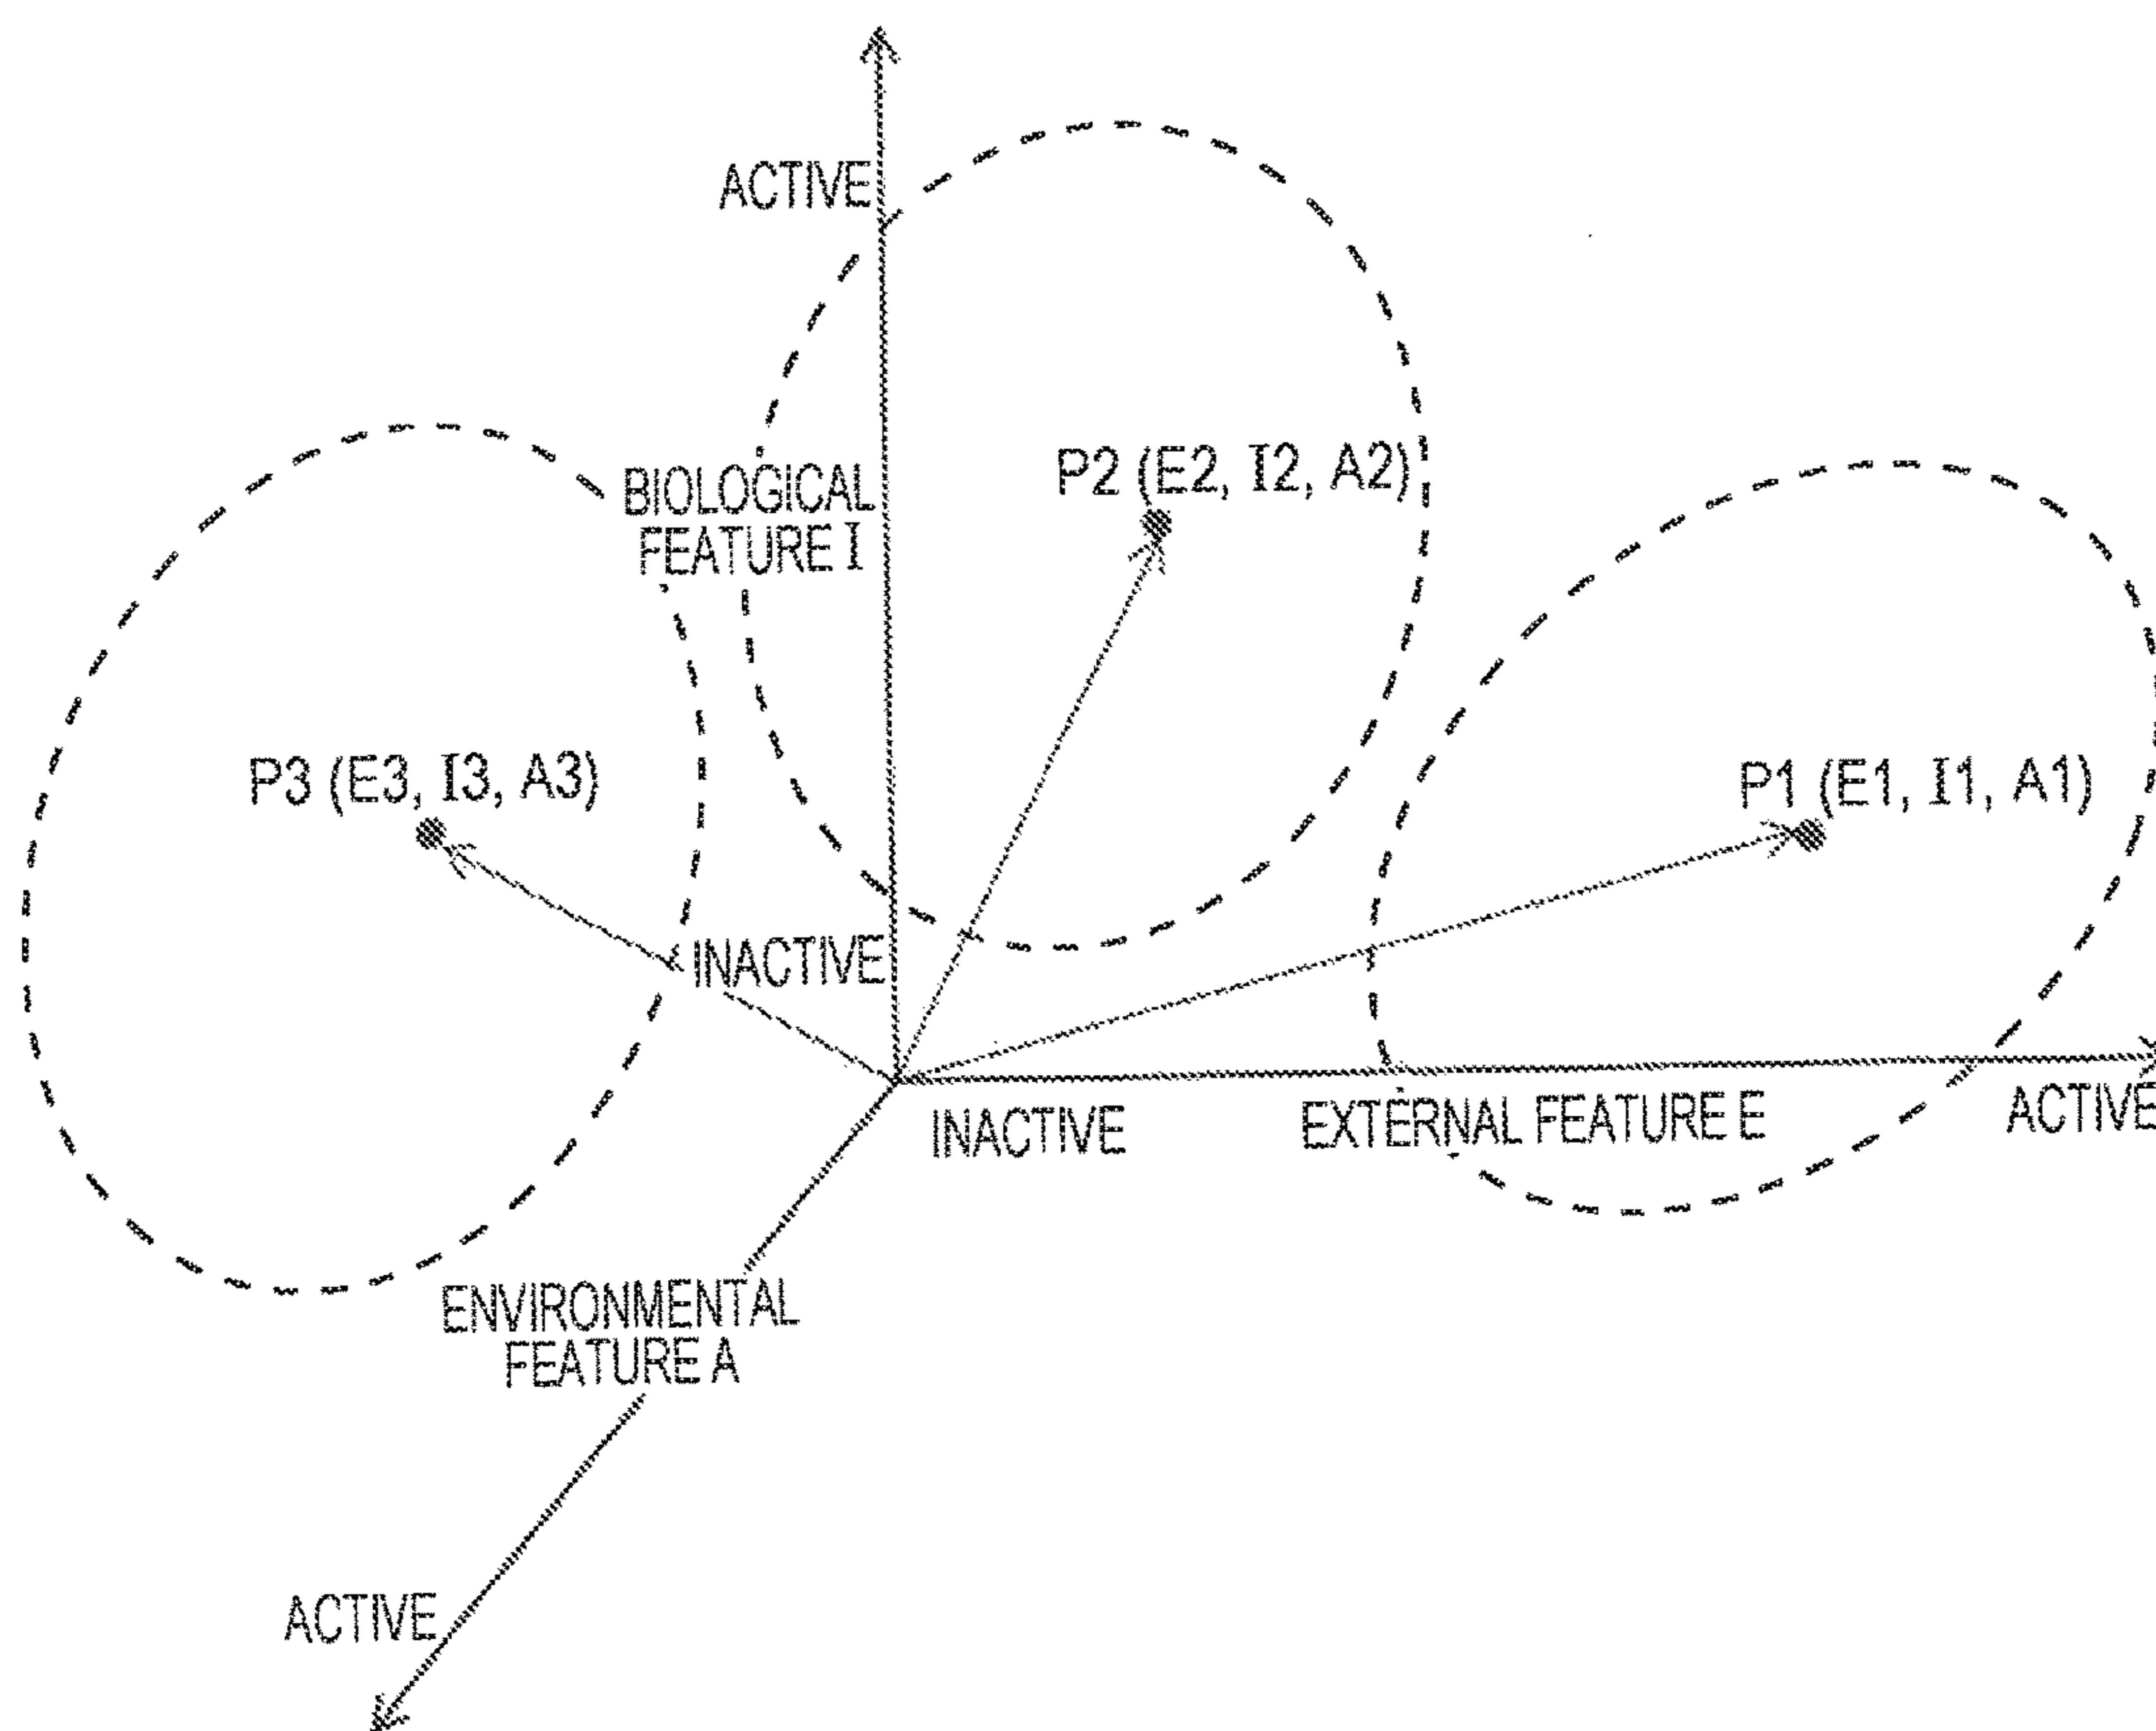 ACTIVE
BIOLOGICAL
FEATURE I
P2 (E2, I2, A2)
P3 (E3, I3, A3)
P1 (E1, I1, A1)
INACTIVE
INACTIVE
EXTERNAL FEATURE E
ACTIVE
ENVIRONMENTAL
FEATURE A
ACTIVE